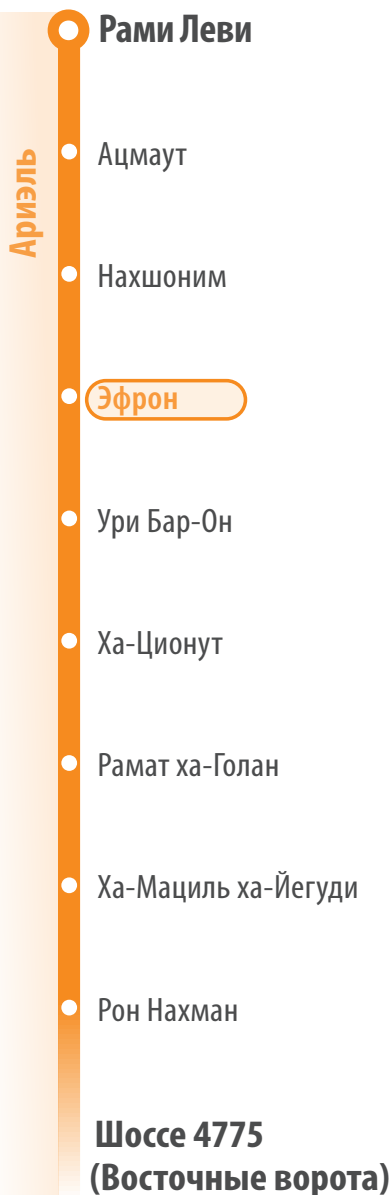 Рами Леви
Ариэль
Ацмаут
Нахшоним
Эфрон
Ури Бар-Он
Ха-Ционут
Рамат ха-Голан
Ха-Мациль ха-Йегуди
Рон Нахман
Шоссе 4775
(Восточные ворота)